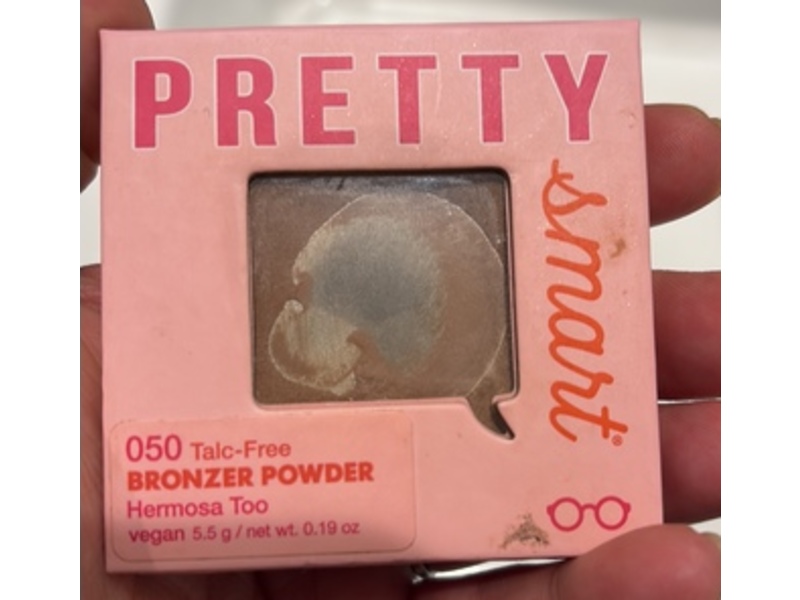 PRETTY
smart®
050 Talc-Free
BRONZER POWDER
Hermosa Too
vegan 5.5 g / net wt. 0.19 oz